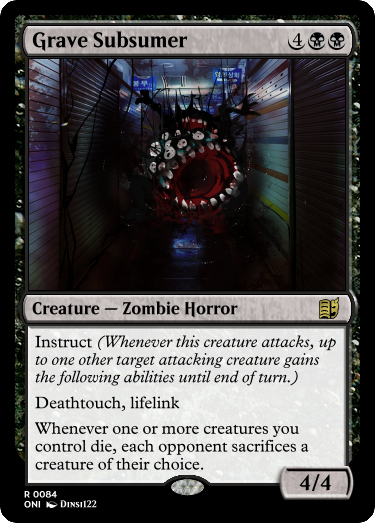 Grave Subsumer 4
Creature — Zombie Horror
Instruct (Whenever this creature attacks, up
to one other target attacking creature gains
the following abilities until end of turn.)
Deathtouch, lifelink
Whenever one or more creatures you
control die, each opponent sacrifices a
creature of their choice.
4/4
R 0084
ONI Dinsi122